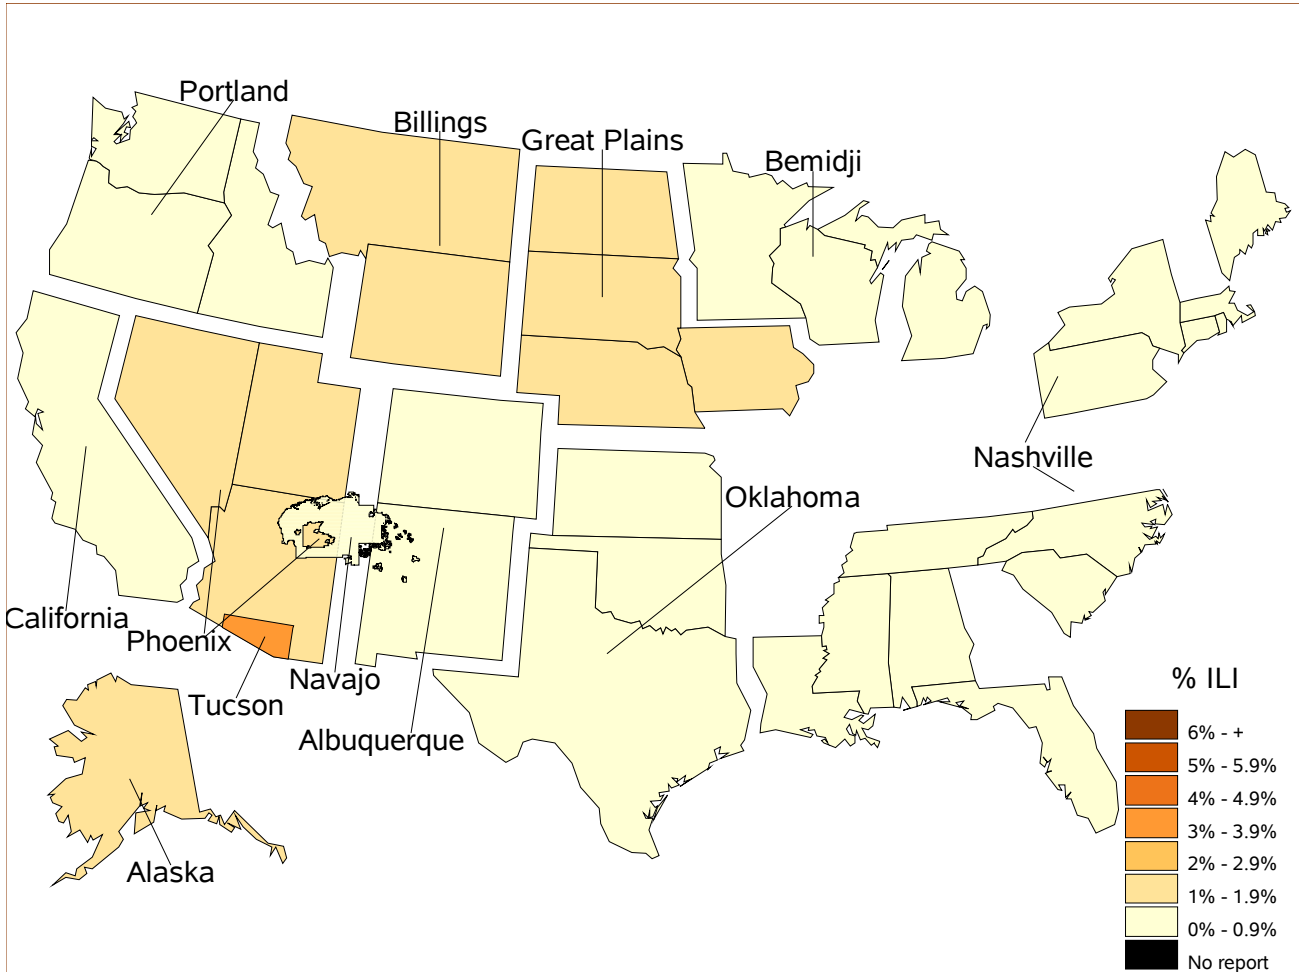 Portland
Billings
Great Plains
Bemidji
Nashville
Oklahoma
California
Phoenix
Navajo
Tucson
Albuquerque
Alaska
% ILI
6% - +
5% - 5.9%
4% - 4.9%
3% - 3.9%
2% - 2.9%
1% - 1.9%
0% - 0.9%
No report